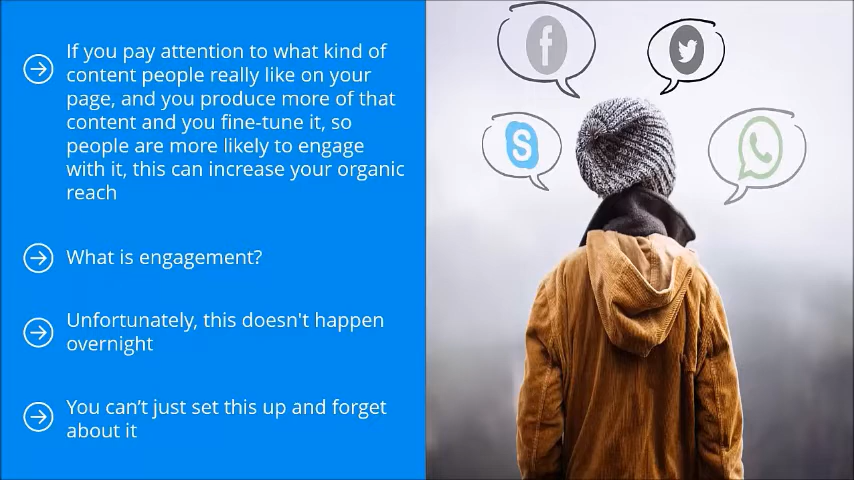 If you pay attention to what kind of
content people really like on your
page, and you produce more of that
content and you fine-tune it, so
people are more likely to engage
with it, this can increase your organic
reach
What is engagement?
Unfortunately, this doesn't happen
overnight
You can’t just set this up and forget
about it